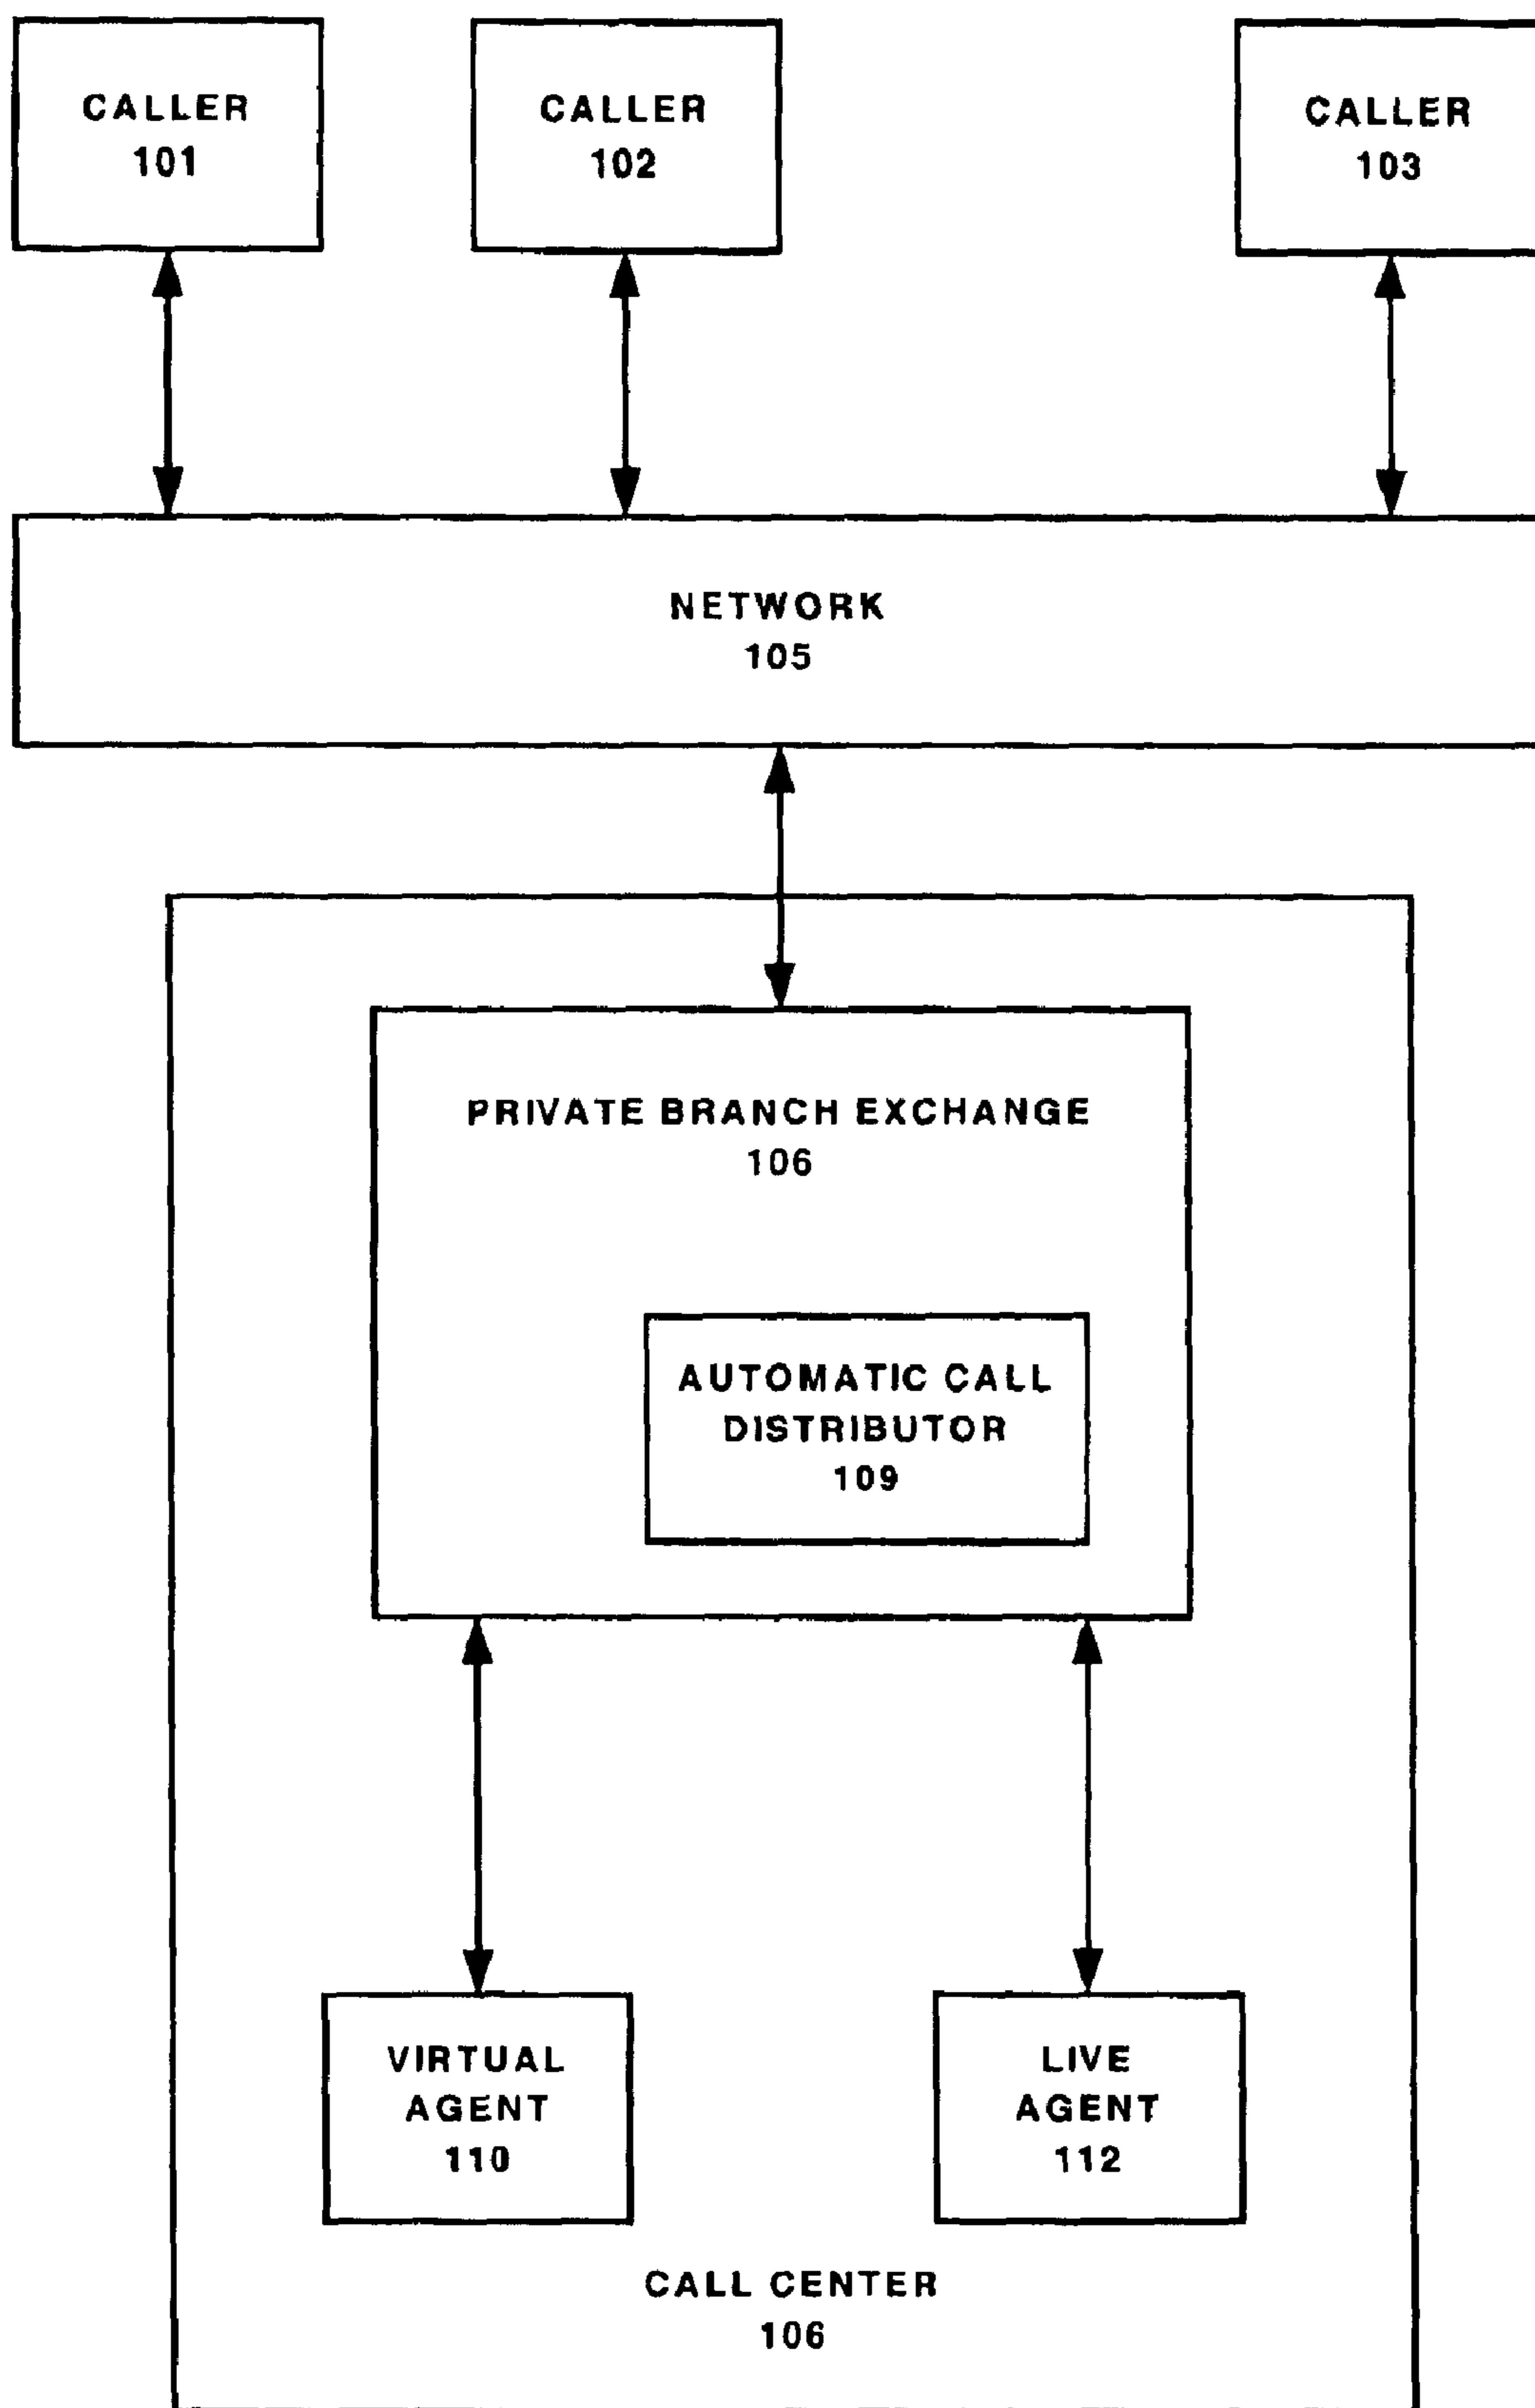 CALLER
101
CALLER
102
CALLER
103
NETWORK
105
PRIVATE BRANCH EXCHANGE
106
AUTOMATIC CALL
DISTRIBUTOR
109
VIRTUAL
AGENT
110
LIVE
AGENT
112
CALL CENTER
106